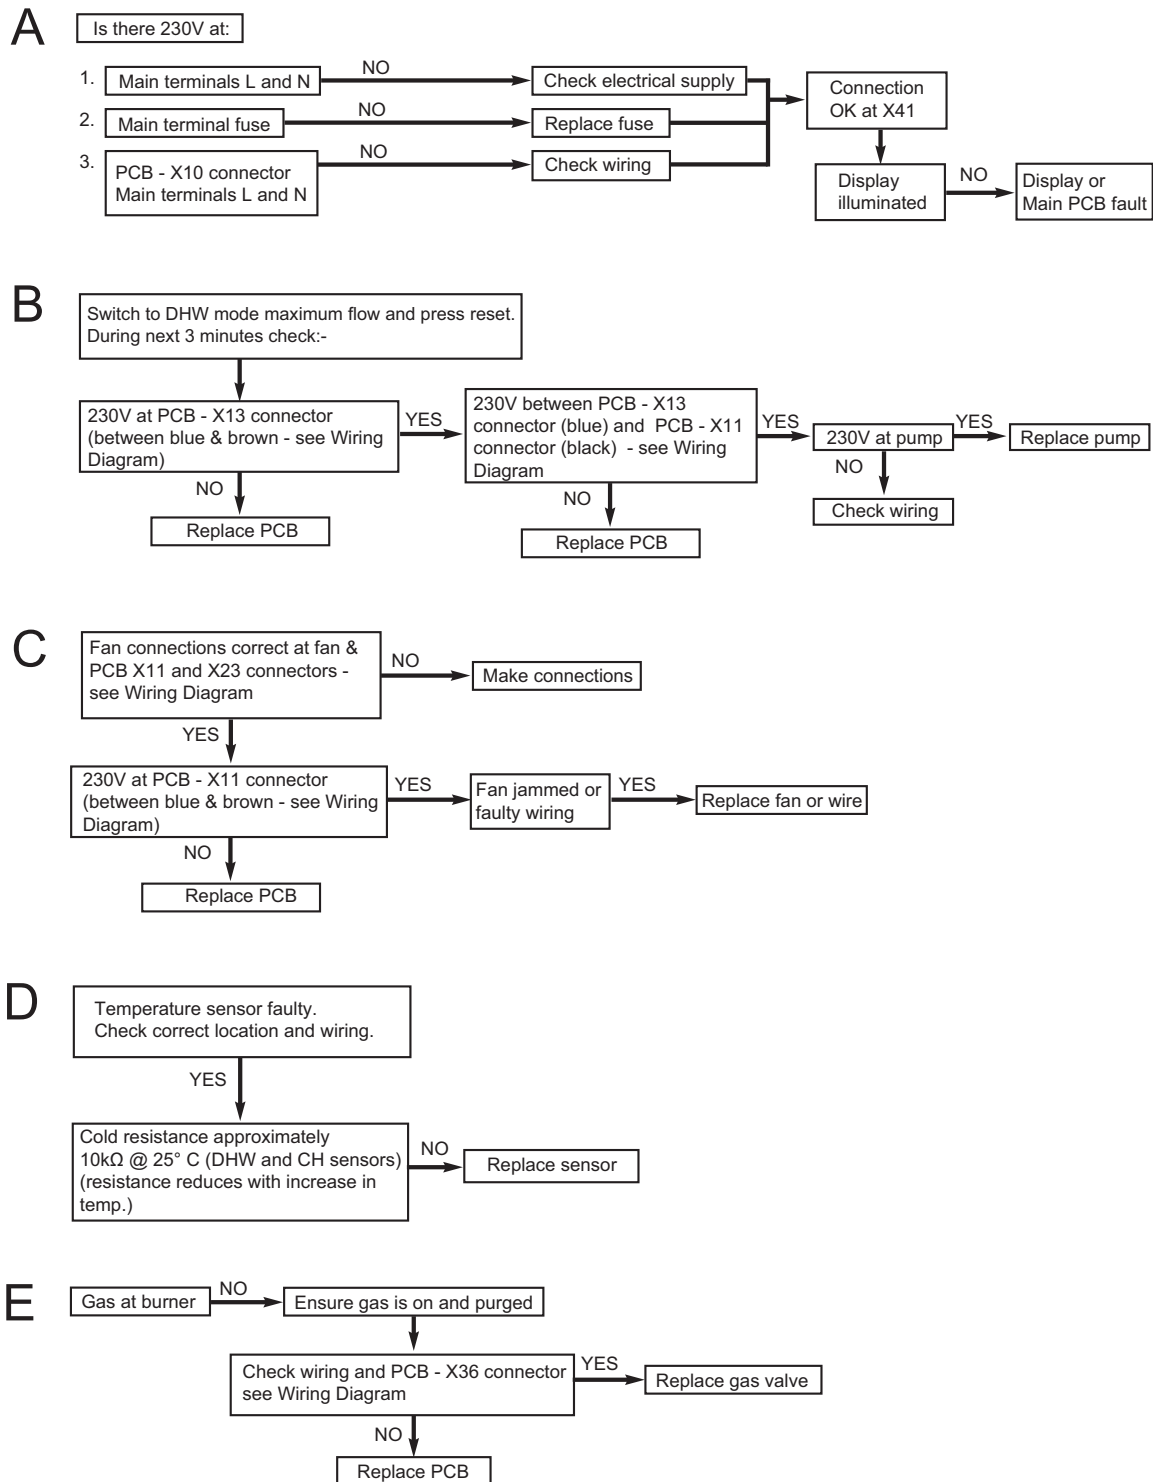 A
Is there 230V at:
1.
Main terminals L and N
NO
Check electrical supply
Connection
OK at X41
2.
Main terminal fuse
NO
Replace fuse
3.
PCB - X10 connector
Main terminals L and N
NO
Check wiring
Display
illuminated
NO
Display or
Main PCB fault
B
Switch to DHW mode maximum flow and press reset.
During next 3 minutes check:-
230V at PCB - X13 connector
(between blue & brown - see Wiring
Diagram)
YES
230V between PCB - X13
connector (blue) and PCB - X11
connector (black) - see Wiring
Diagram
YES
230V at pump
YES
Replace pump
NO
Replace PCB
NO
Replace PCB
NO
Check wiring
C
Fan connections correct at fan &
PCB X11 and X23 connectors -
see Wiring Diagram
NO
Make connections
YES
230V at PCB - X11 connector
(between blue & brown - see Wiring
Diagram)
YES
Fan jammed or
faulty wiring
YES
Replace fan or wire
NO
Replace PCB
D
Temperature sensor faulty.
Check correct location and wiring.
YES
Cold resistance approximately
10kΩ @ 25° C (DHW and CH sensors)
(resistance reduces with increase in
temp.)
NO
Replace sensor
E
Gas at burner
NO
Ensure gas is on and purged
Check wiring and PCB - X36 connector
see Wiring Diagram
YES
Replace gas valve
NO
Replace PCB